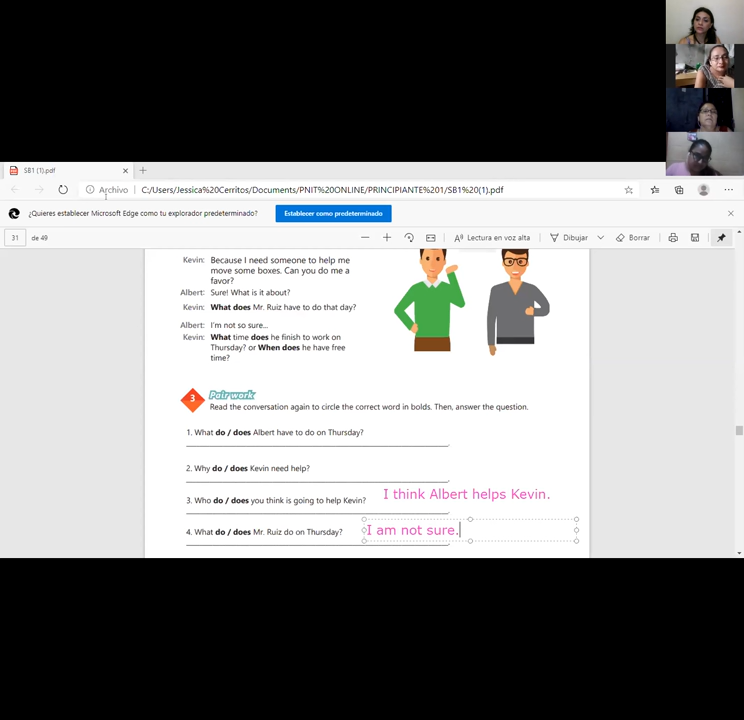 SB1 (1).pdf
Archivo
C:/Users/Jessica%20Cerritos/Documents/PNIT%20ONLINE/PRINCIPIANTE%201/SB1%20(1).pdf
¿Quieres establecer Microsoft Edge como tu explorador predeterminado?
Establecer como predeterminado
31 de 49
Lectura en voz alta
Dibujar
Borrar
Kevin: Because I need someone to help me
move some boxes. Can you do me a
favor?
Albert: Sure! What is it about?
Kevin: What does Mr. Ruiz have to do that day?
Albert: I'm not so sure...
Kevin: What time does he finish to work on
Thursday? or When does he have free
time?
3 Pair work
Read the conversation again to circle the correct word in bolds. Then, answer the question.
1. What do / does Albert have to do on Thursday?
2. Why do / does Kevin need help?
I think Albert helps Kevin.
3. Who do / does you think is going to help Kevin?
I am not sure.
4. What do / does Mr. Ruiz do on Thursday?